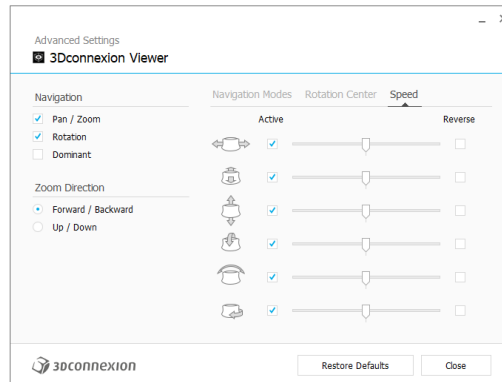 Advanced Settings
3Dconnexion Viewer
Navigation
Pan / Zoom
Rotation
Dominant
Zoom Direction
Forward / Backward
Up / Down
Navigation Modes Rotation Center Speed
Active Reverse
3Dconnexion
Restore Defaults Close